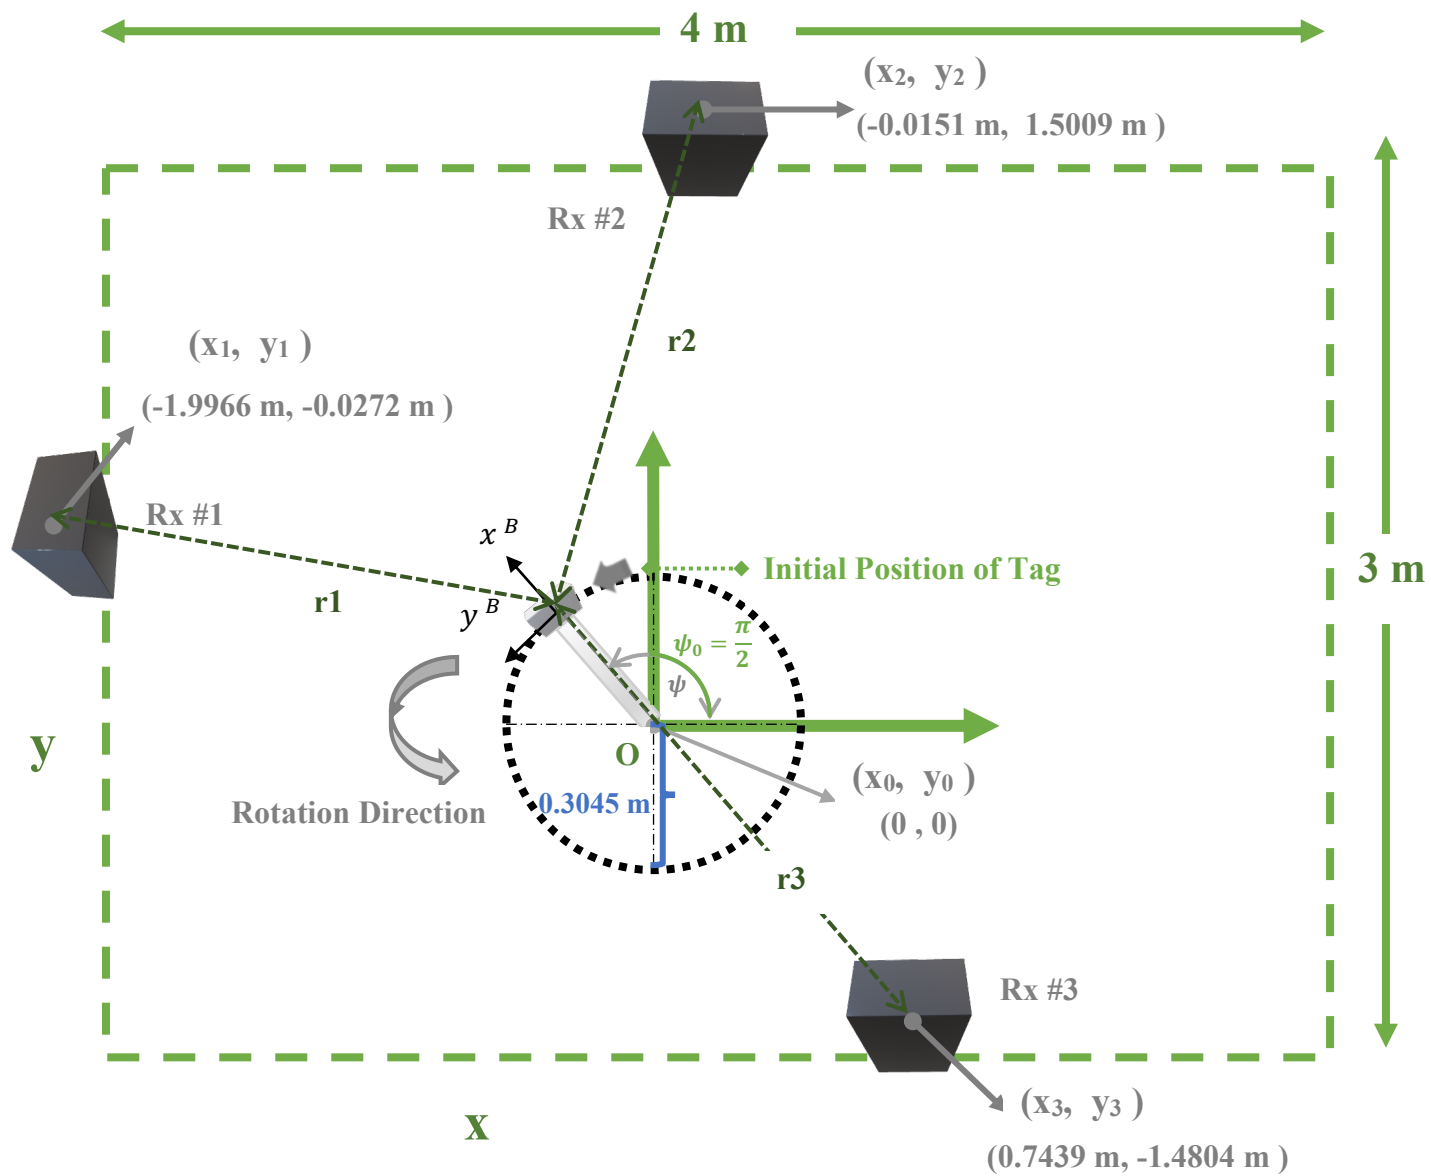 4 m
(x₂, y₂ )
(-0.0151 m, 1.5009 m )
Rx #2
(x₁, y₁ )
(-1.9966 m, -0.0272 m )
r2
Rx #1
x ᴮ
Initial Position of Tag
3 m
r1
y ᴮ
ψ₀ = π/2
ψ
y
O
(x₀, y₀ )
(0 , 0)
Rotation Direction
0.3045 m
r3
Rx #3
x
(x₃, y₃ )
(0.7439 m, -1.4804 m )